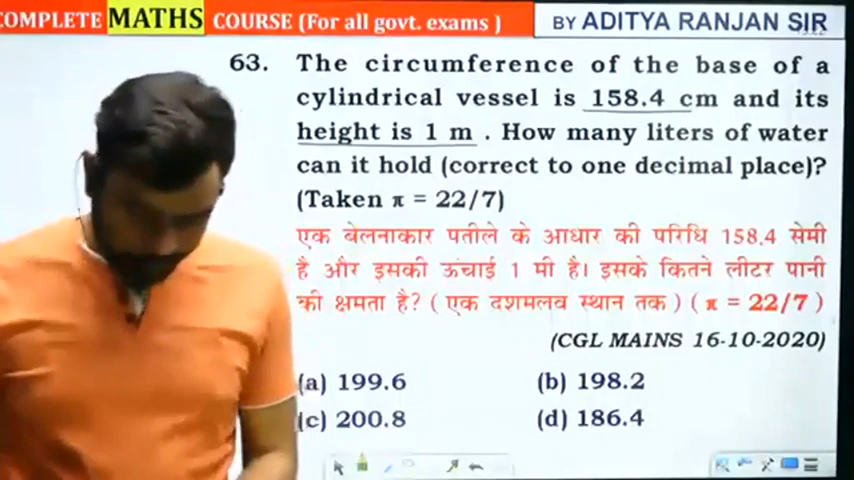 COMPLETE MATHS COURSE (For all govt. exams )
BY ADITYA RANJAN SIR
63. The circumference of the base of a
cylindrical vessel is 158.4 cm and its
height is 1 m . How many liters of water
can it hold (correct to one decimal place)?
(Taken π = 22/7)
एक बेलनाकार पतीले के आधार की परिधि 158.4 सेमी
है और इसकी ऊंचाई 1 मी है। इसके कितने लीटर पानी
की क्षमता है? ( एक दशमलव स्थान तक) ( π = 22/7 )
(CGL MAINS 16-10-2020)
(a) 199.6 (b) 198.2
(c) 200.8 (d) 186.4